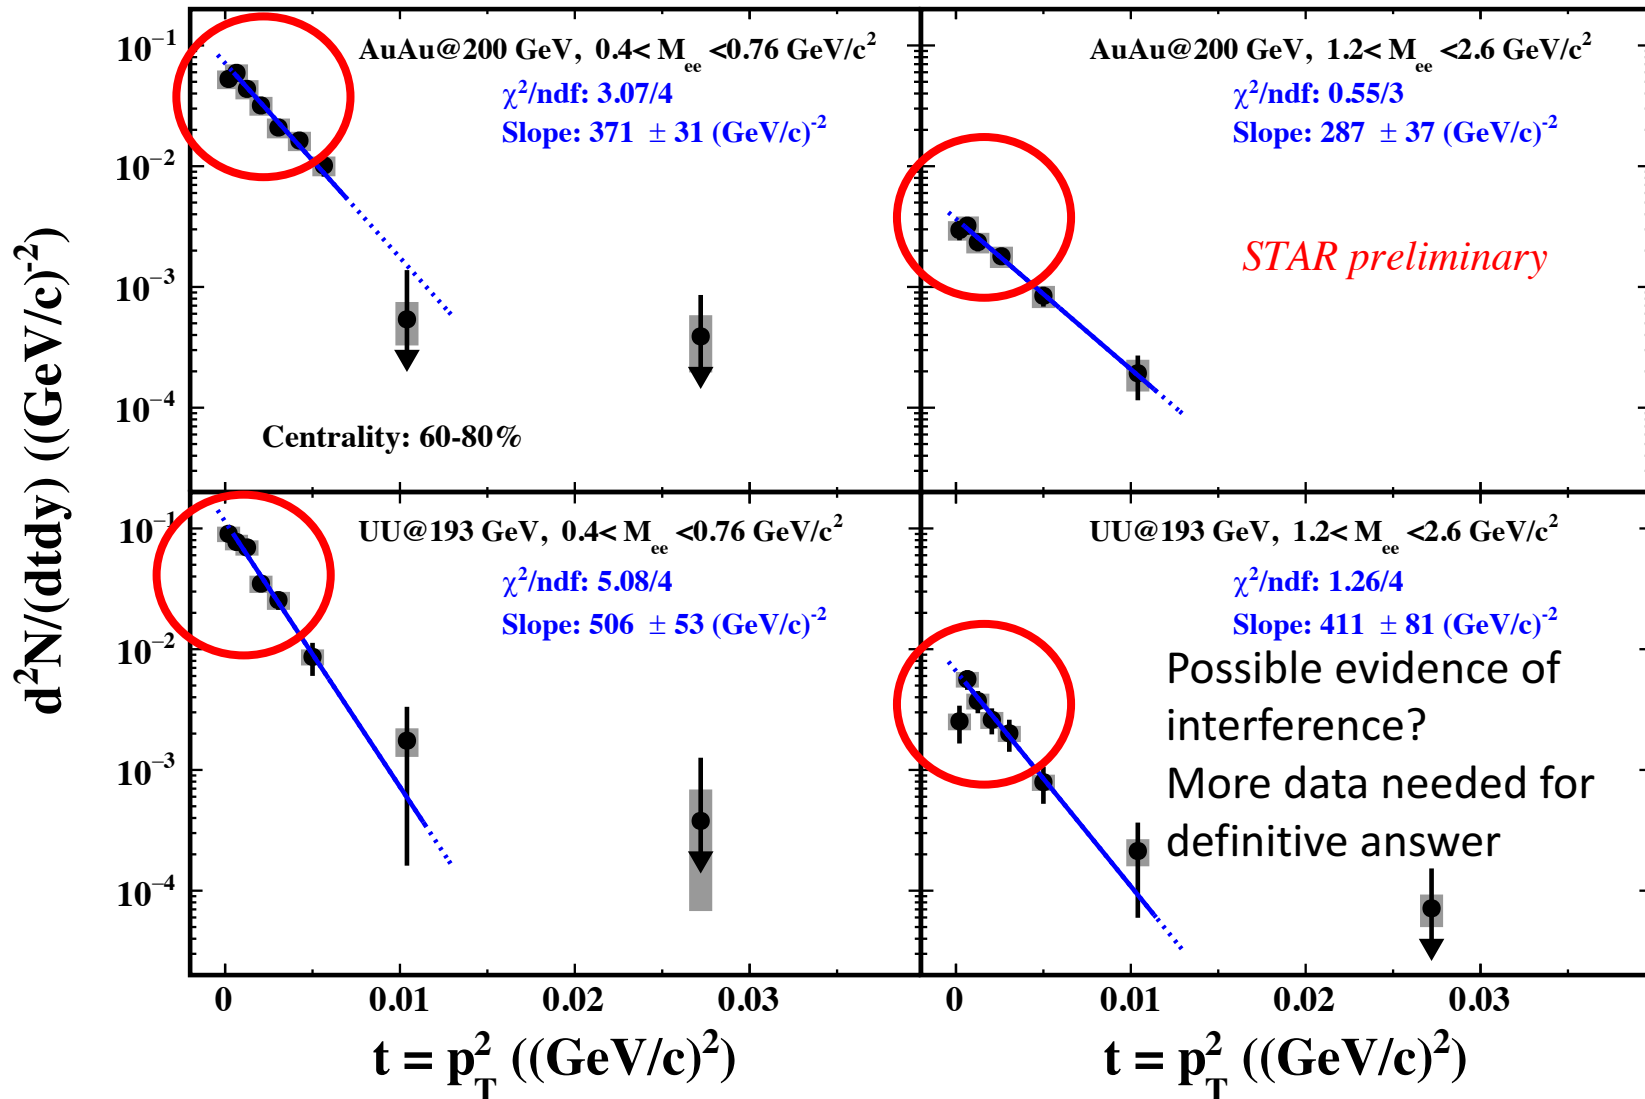 d²N/(dtdy) ((GeV/c)⁻²)
10⁻¹
10⁻²
10⁻³
10⁻⁴
AuAu@200 GeV, 0.4< M_ee <0.76 GeV/c²
χ²/ndf: 3.07/4
Slope: 371 ± 31 (GeV/c)⁻²
Centrality: 60-80%
AuAu@200 GeV, 1.2< M_ee <2.6 GeV/c²
χ²/ndf: 0.55/3
Slope: 287 ± 37 (GeV/c)⁻²
STAR preliminary
10⁻¹
10⁻²
10⁻³
10⁻⁴
UU@193 GeV, 0.4< M_ee <0.76 GeV/c²
χ²/ndf: 5.08/4
Slope: 506 ± 53 (GeV/c)⁻²
UU@193 GeV, 1.2< M_ee <2.6 GeV/c²
χ²/ndf: 1.26/4
Slope: 411 ± 81 (GeV/c)⁻²
Possible evidence of
interference?
More data needed for
definitive answer
0 0.01 0.02 0.03
0 0.01 0.02 0.03
t = p_T² ((GeV/c)²)
t = p_T² ((GeV/c)²)